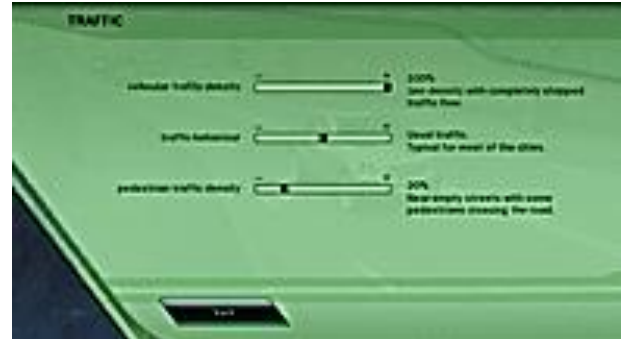 TRAFFIC
vehicular traffic density
100%
Jam density with completely stopped
traffic flow.
traffic behaviour
Usual traffic.
Typical for most of the cities.
pedestrian traffic density
20%
Near-empty streets with some
pedestrians crossing the road.